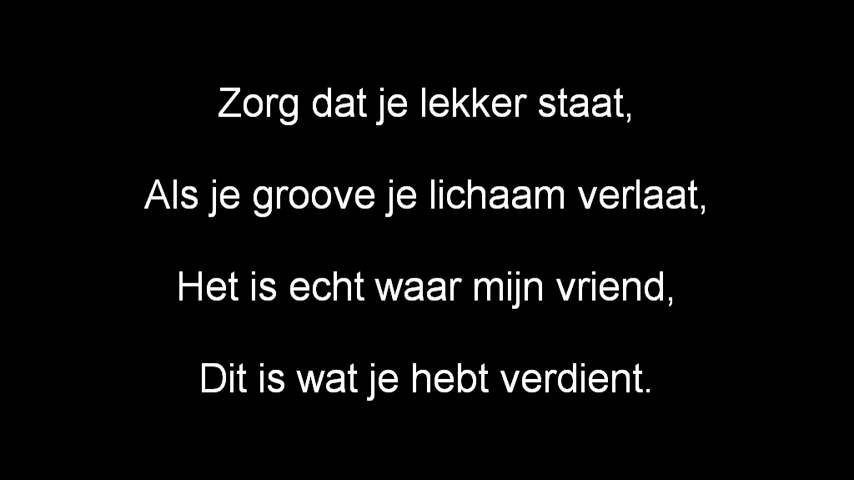 Zorg dat je lekker staat,
Als je groove je lichaam verlaat,
Het is echt waar mijn vriend,
Dit is wat je hebt verdient.